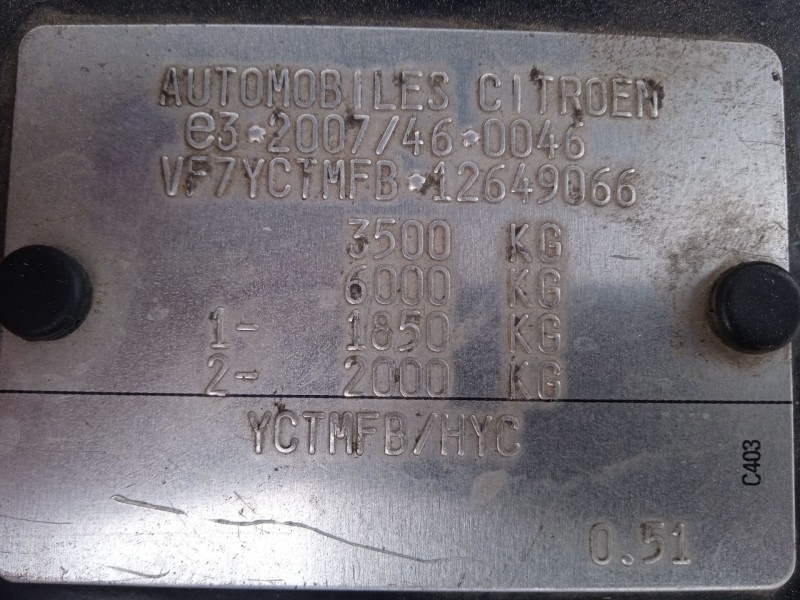 AUTOMOBILES CITROEN
e3*2007/46*0046
VF7YCTMFB*12649066
3500 KG
6000 KG
1- 1850 KG
2- 2000 KG
YCTMFB/HYC
C403
0.51